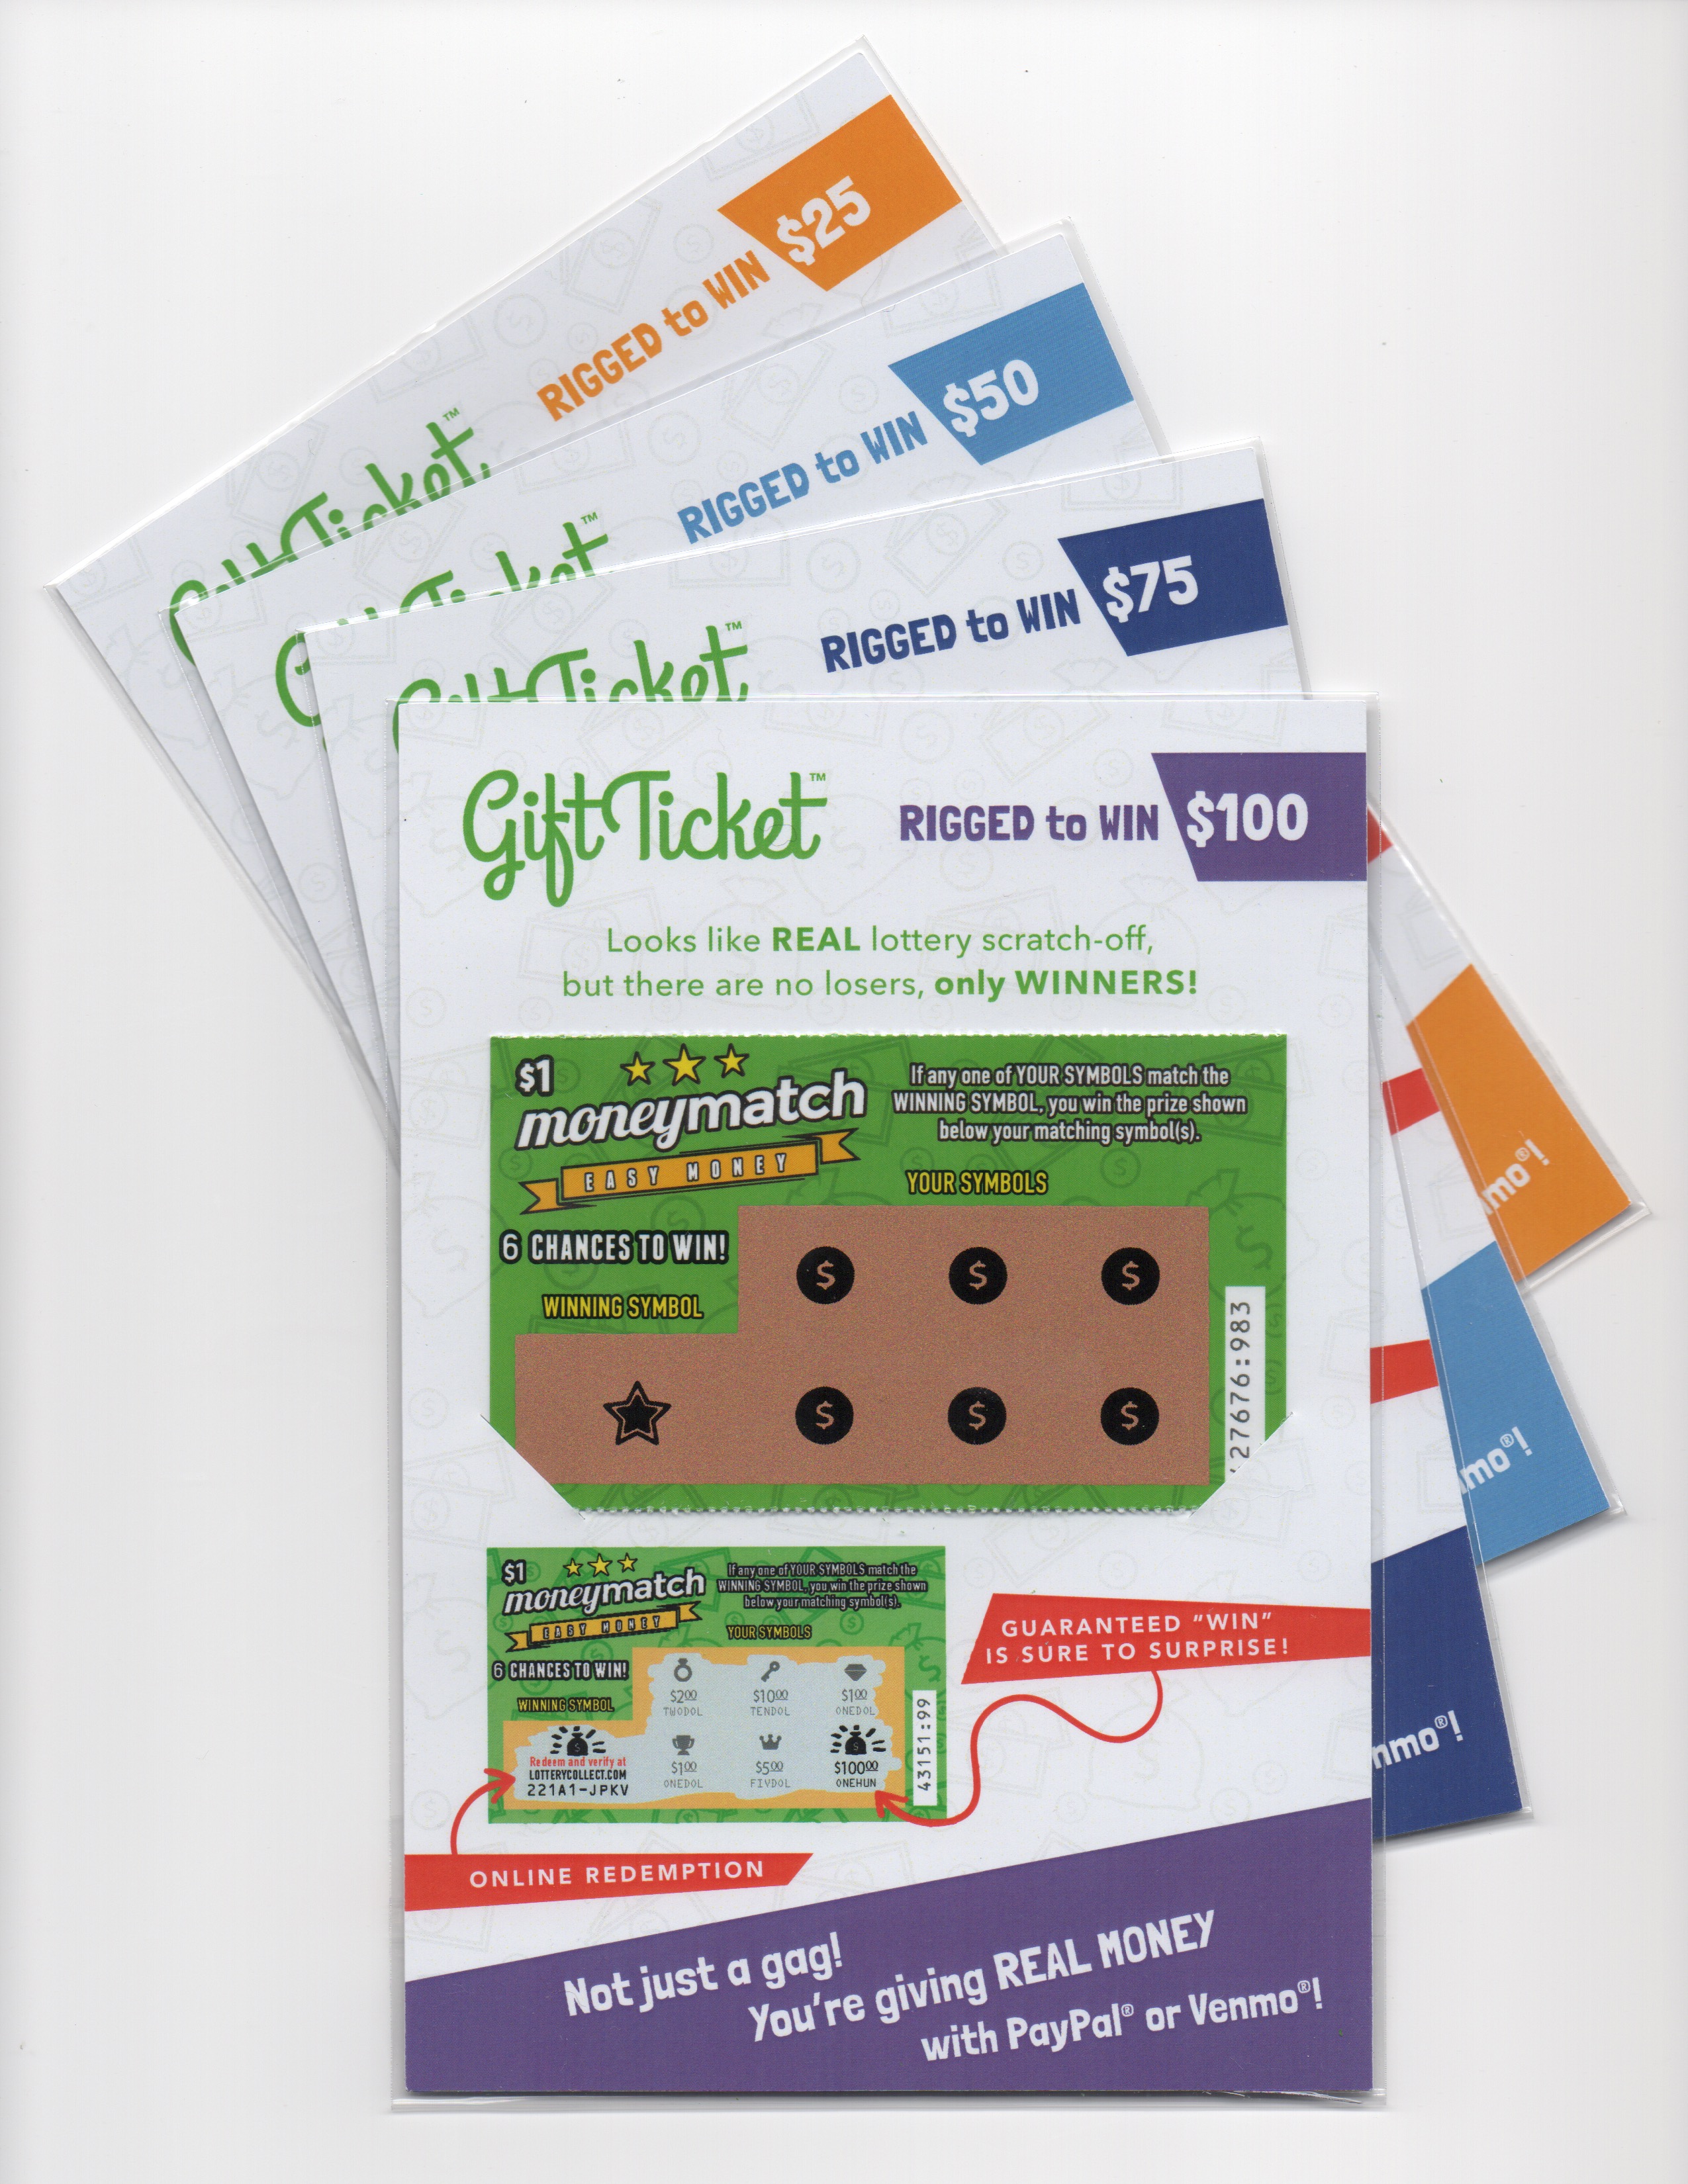 RIGGED to WIN $25
Ticket™
RIGGED to WIN $50
Ticket™
RIGGED to WIN $75
Gift Ticket™
Gift Ticket™
RIGGED to WIN $100
Looks like REAL lottery scratch-off,
but there are no losers, only WINNERS!
$1
moneymatch
EASY MONEY
If any one of YOUR SYMBOLS match the
WINNING SYMBOL, you win the prize shown
below your matching symbol(s).
YOUR SYMBOLS
6 CHANCES TO WIN!
WINNING SYMBOL
$ $ $
$ $ $
27676:983
$1
moneymatch
EASY MONEY
If any one of YOUR SYMBOLS match the
WINNING SYMBOL, you win the prize shown
below your matching symbol(s).
YOUR SYMBOLS
6 CHANCES TO WIN!
WINNING SYMBOL
$2.00 $10.00 $1.00
TWODOL TENDOL ONEDOL
Redeem and verify at
LOTTERYCOLLECT.COM
221A1-JPKV
$1.00 $5.00 $100.00
ONEDOL FIVDOL ONEHUN
43151:99
GUARANTEED "WIN"
IS SURE TO SURPRISE!
ONLINE REDEMPTION
Not just a gag!
You're giving REAL MONEY
with PayPal® or Venmo®!
mo®!
mo®!
nmo®!